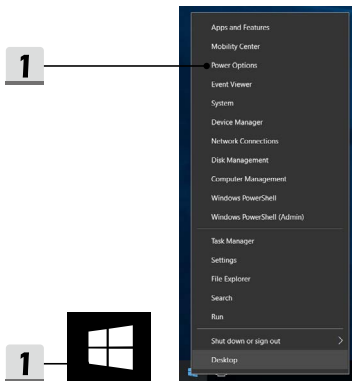 Apps and Features
Mobility Center
1
Power Options
Event Viewer
System
Device Manager
Network Connections
Disk Management
Computer Management
Windows PowerShell
Windows PowerShell (Admin)
Task Manager
Settings
File Explorer
Search
Run
Shut down or sign out
1
Desktop